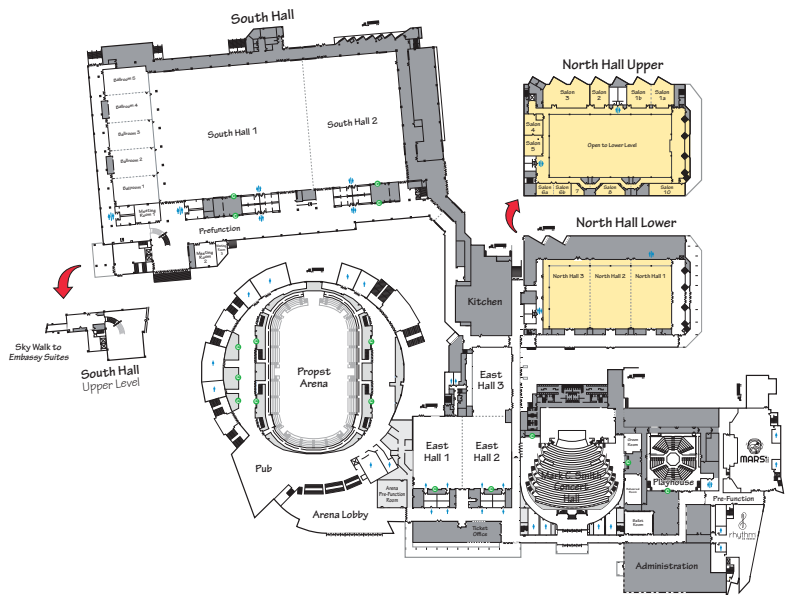 South Hall
Ballroom 5
Ballroom 4
Ballroom 3
Ballroom 2
Ballroom 1
South Hall 1
South Hall 2
Meeting
Room 1
Prefunction
Meeting
Room 2
Sky Walk to
Embassy Suites
South Hall
Upper Level
North Hall Upper
Salon
3
Salon
2
Salon
1b
Salon
1a
Salon
4
Salon
5
Open to Lower Level
Salon
6a
Salon
6b
7
Salon
8
Salon
10
North Hall Lower
North Hall 3
North Hall 2
North Hall 1
Kitchen
Propst
Arena
Pub
Arena Lobby
Arena
Pre-Function
Room
East
Hall 3
East
Hall 1
East
Hall 2
Ticket
Office
Mark C. Smith
Concert
Hall
Green
Room
Ballet
Room
Playhouse
MARS
Pre-Function
rhythm
Administration